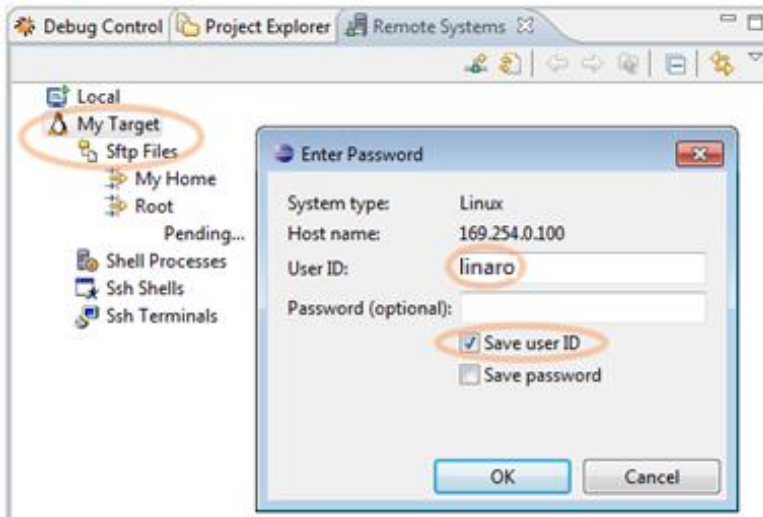 Debug Control Project Explorer Remote Systems
Local
My Target
Sftp Files
My Home
Root
Pending...
Shell Processes
Ssh Shells
Ssh Terminals
Enter Password
System type: Linux
Host name: 169.254.0.100
User ID: linaro
Password (optional):
Save user ID
Save password
OK Cancel